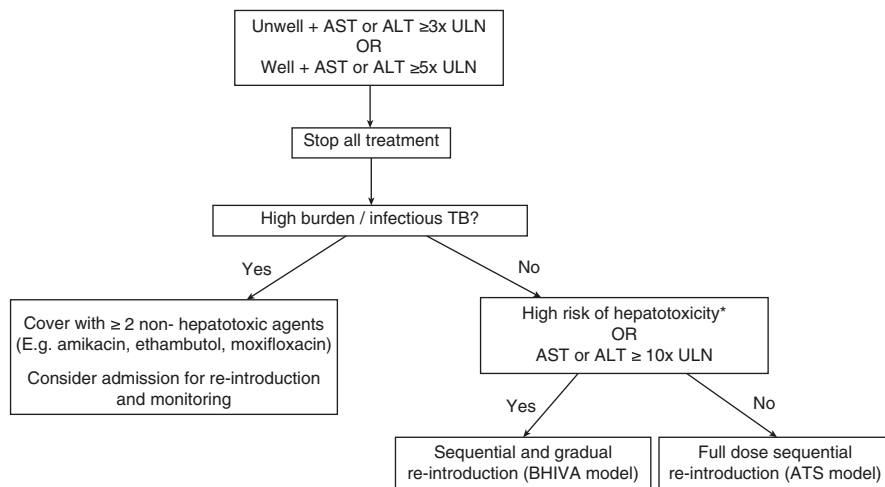 Unwell + AST or ALT ≥3x ULN
OR
Well + AST or ALT ≥5x ULN
Stop all treatment
High burden / infectious TB?
Yes
No
Cover with ≥ 2 non- hepatotoxic agents
(E.g. amikacin, ethambutol, moxifloxacin)
Consider admission for re-introduction
and monitoring
High risk of hepatotoxicity*
OR
AST or ALT ≥ 10x ULN
Yes
No
Sequential and gradual
re-introduction (BHIVA model)
Full dose sequential
re-introduction (ATS model)